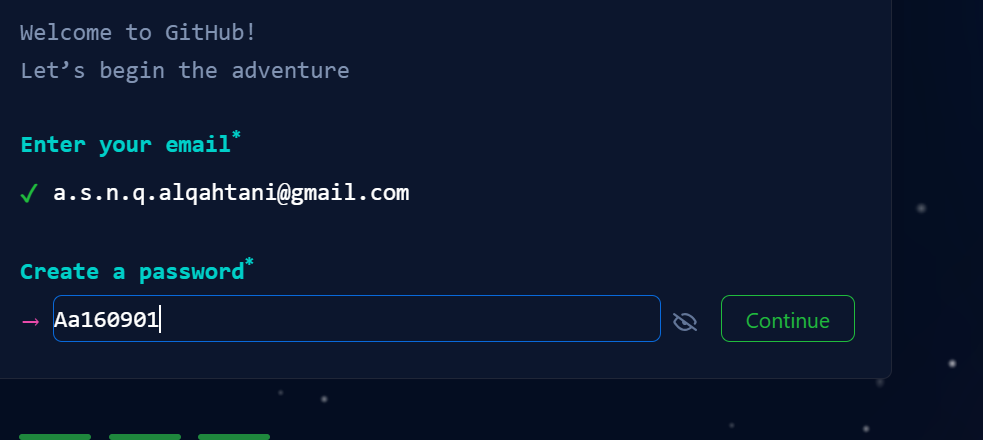 Welcome to GitHub!
Let’s begin the adventure
Enter your email*
✓ a.s.n.q.alqahtani@gmail.com
Create a password*
→ Aa160901
Continue